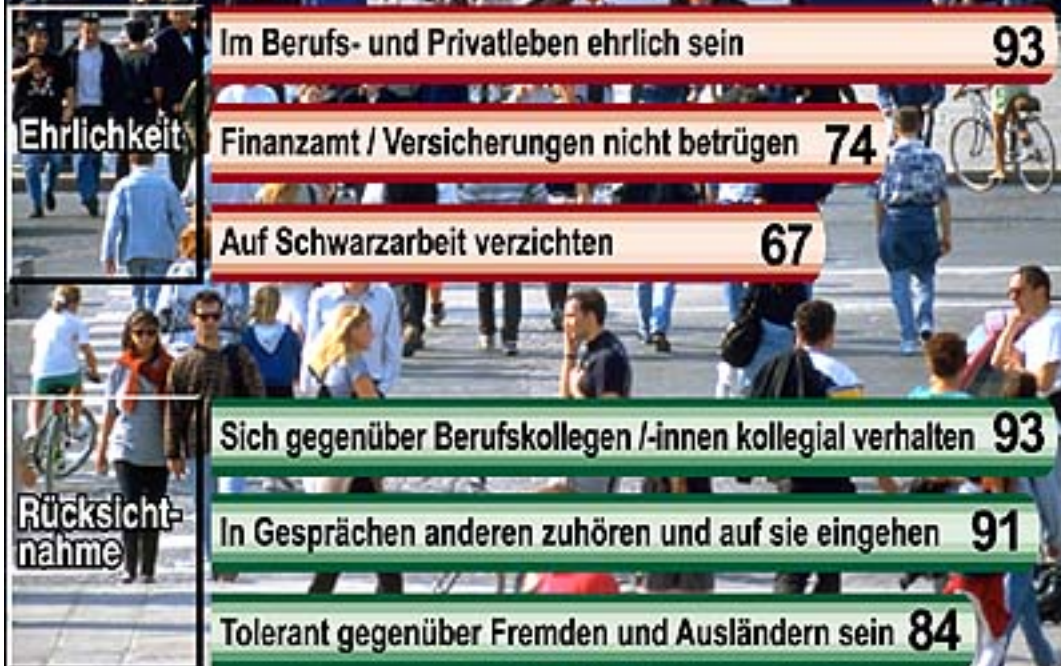 Ehrlichkeit
Im Berufs- und Privatleben ehrlich sein 93
Finanzamt / Versicherungen nicht betrügen 74
Auf Schwarzarbeit verzichten 67
Rücksicht-
nahme
Sich gegenüber Berufskollegen /-innen kollegial verhalten 93
In Gesprächen anderen zuhören und auf sie eingehen 91
Tolerant gegenüber Fremden und Ausländern sein 84